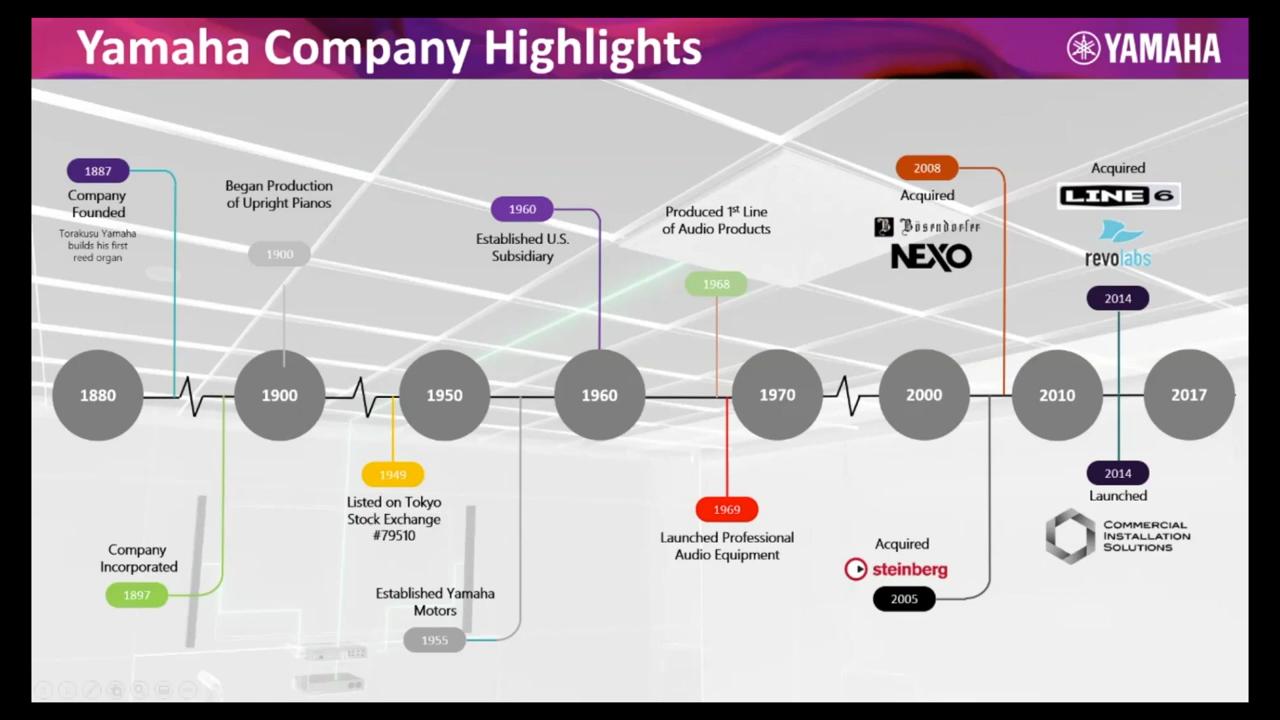 Yamaha Company Highlights
YAMAHA
1887
Company
Founded
Torakusu Yamaha
builds his first
reed organ
Began Production
of Upright Pianos
1900
1960
Established U.S.
Subsidiary
Produced 1st Line
of Audio Products
1968
2008
Acquired
Bösendorfer
NEXO
Acquired
LINE 6
revolabs
2014
1880
1900
1950
1960
1970
2000
2010
2017
Company
Incorporated
1897
1949
Listed on Tokyo
Stock Exchange
#79510
Established Yamaha
Motors
1955
1969
Launched Professional
Audio Equipment
Acquired
steinberg
2005
2014
Launched
COMMERCIAL
INSTALLATION
SOLUTIONS